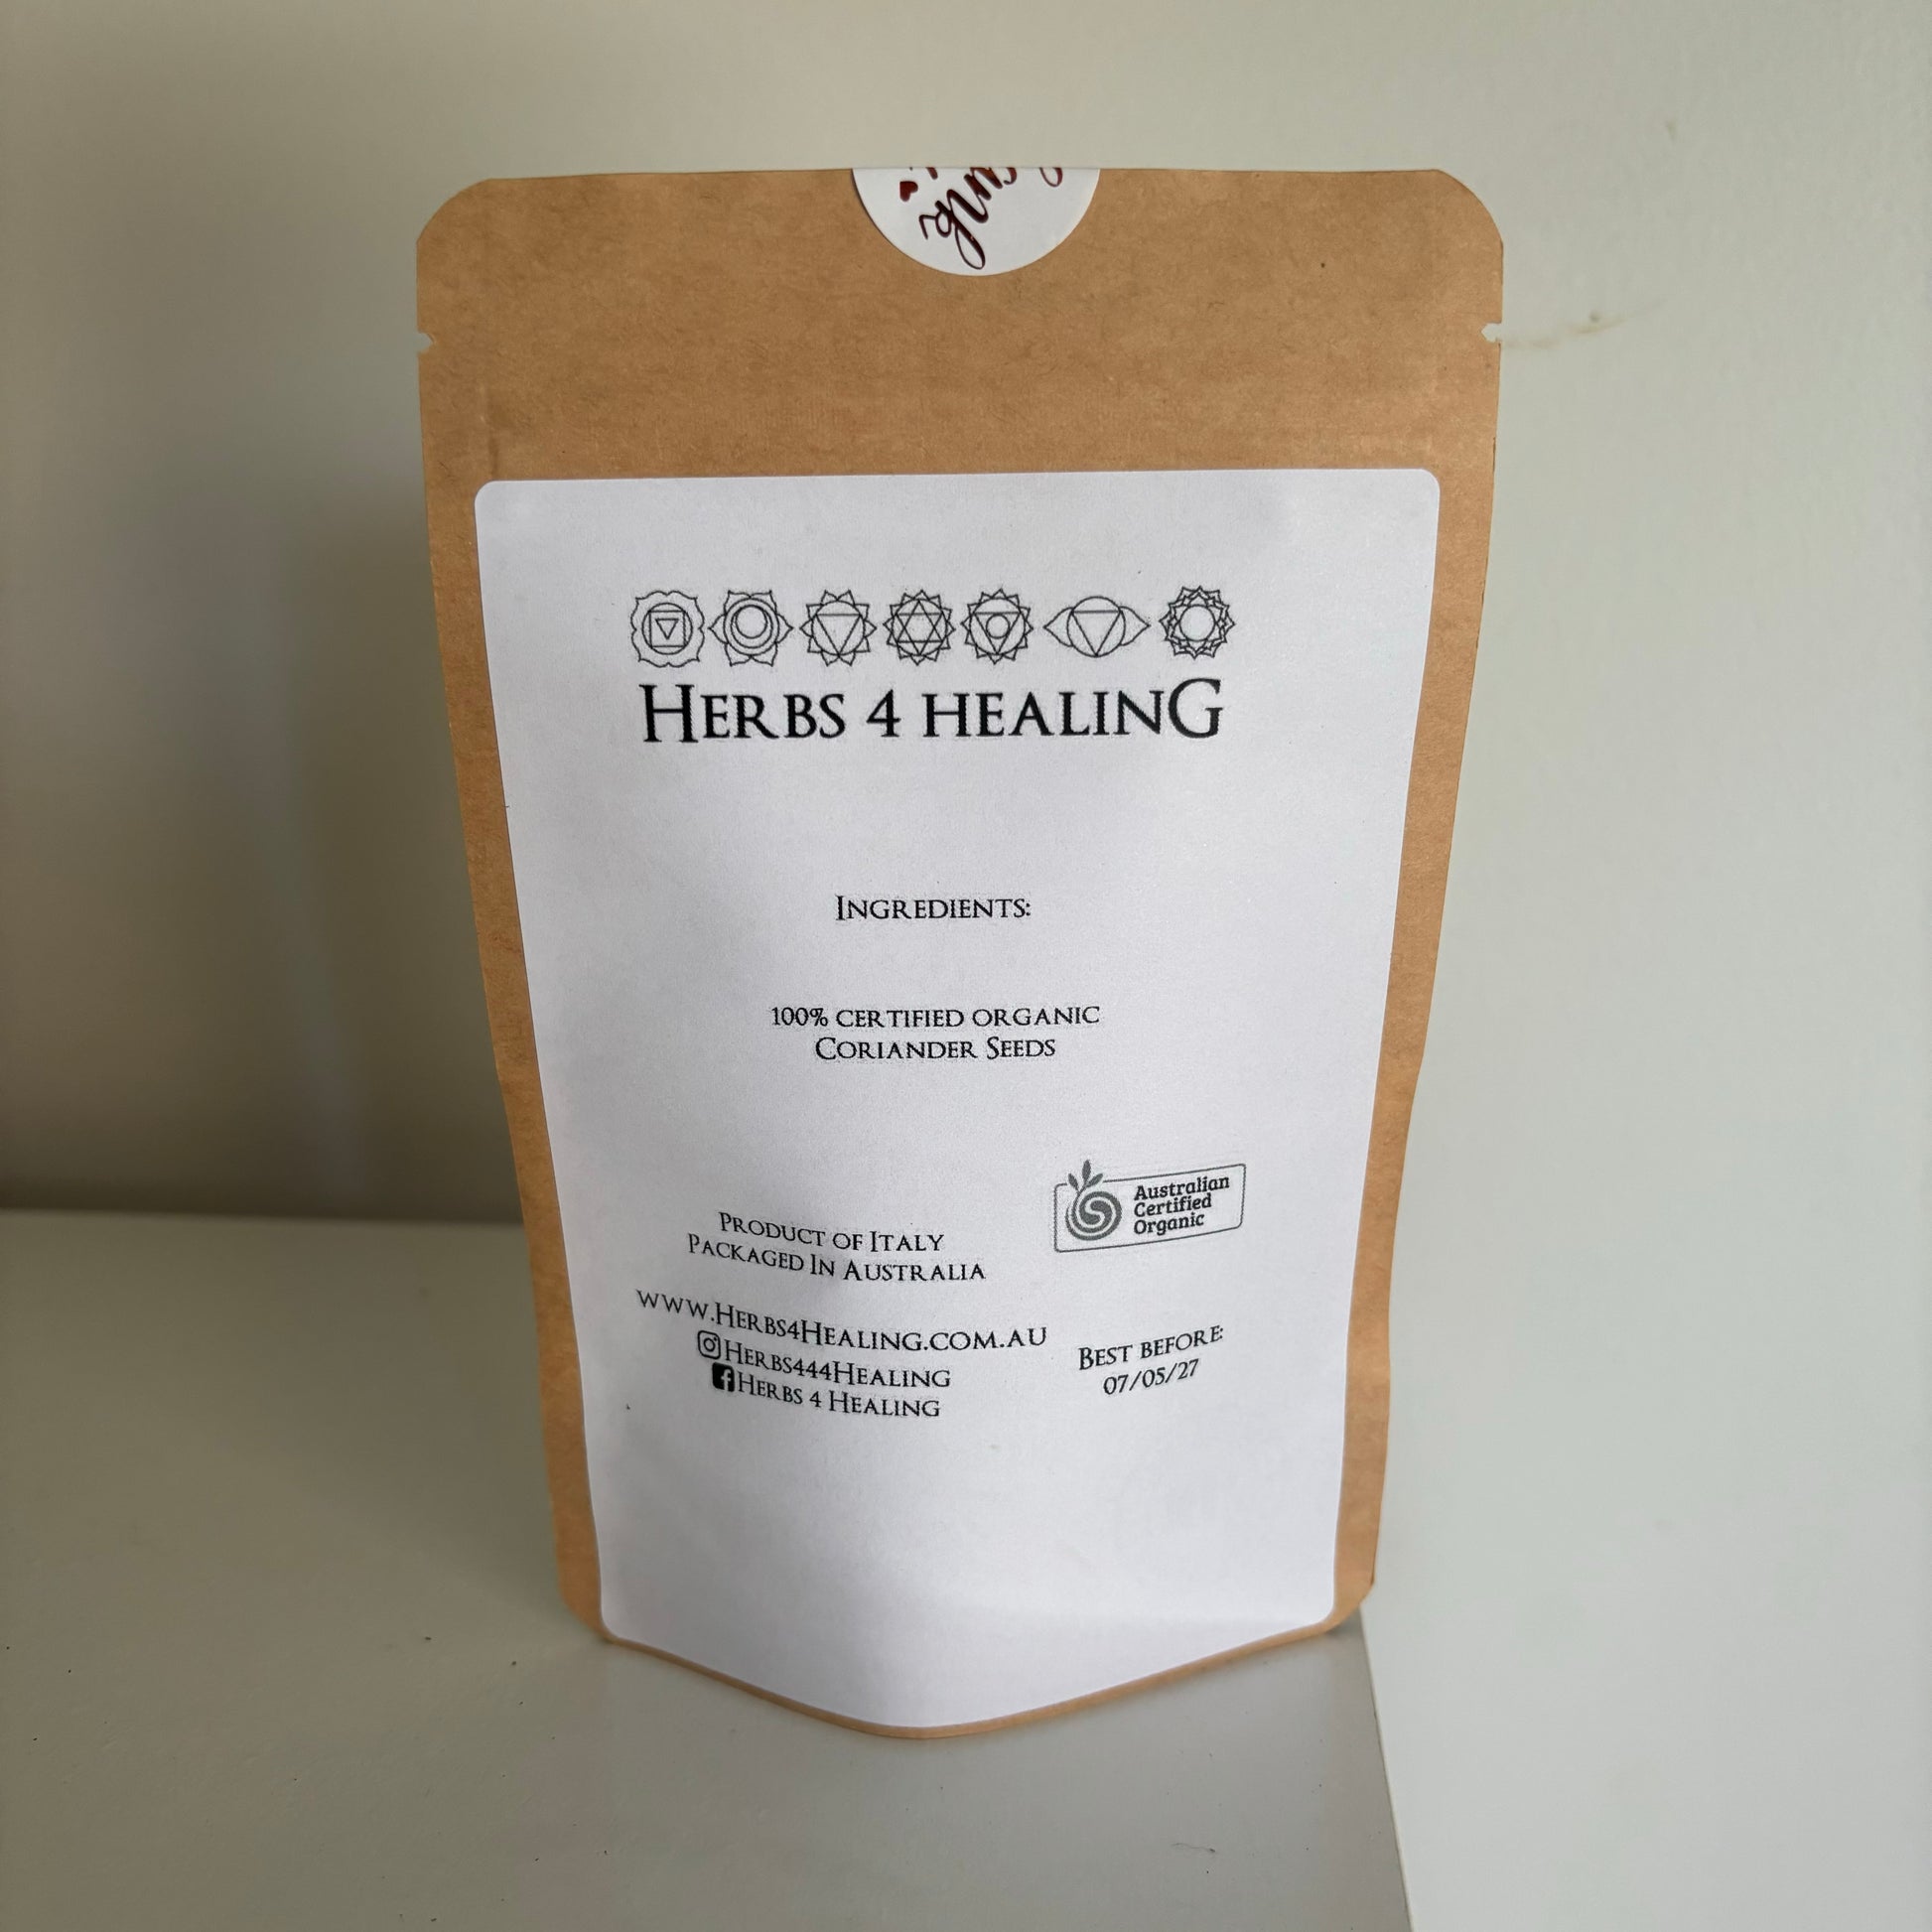 HERBS 4 HEALING
INGREDIENTS:
100% CERTIFIED ORGANIC
CORIANDER SEEDS
Australian
Certified
Organic
PRODUCT OF ITALY
PACKAGED IN AUSTRALIA
WWW.HERBS4HEALING.COM.AU
HERBS444HEALING
HERBS 4 HEALING
BEST BEFORE:
07/05/27